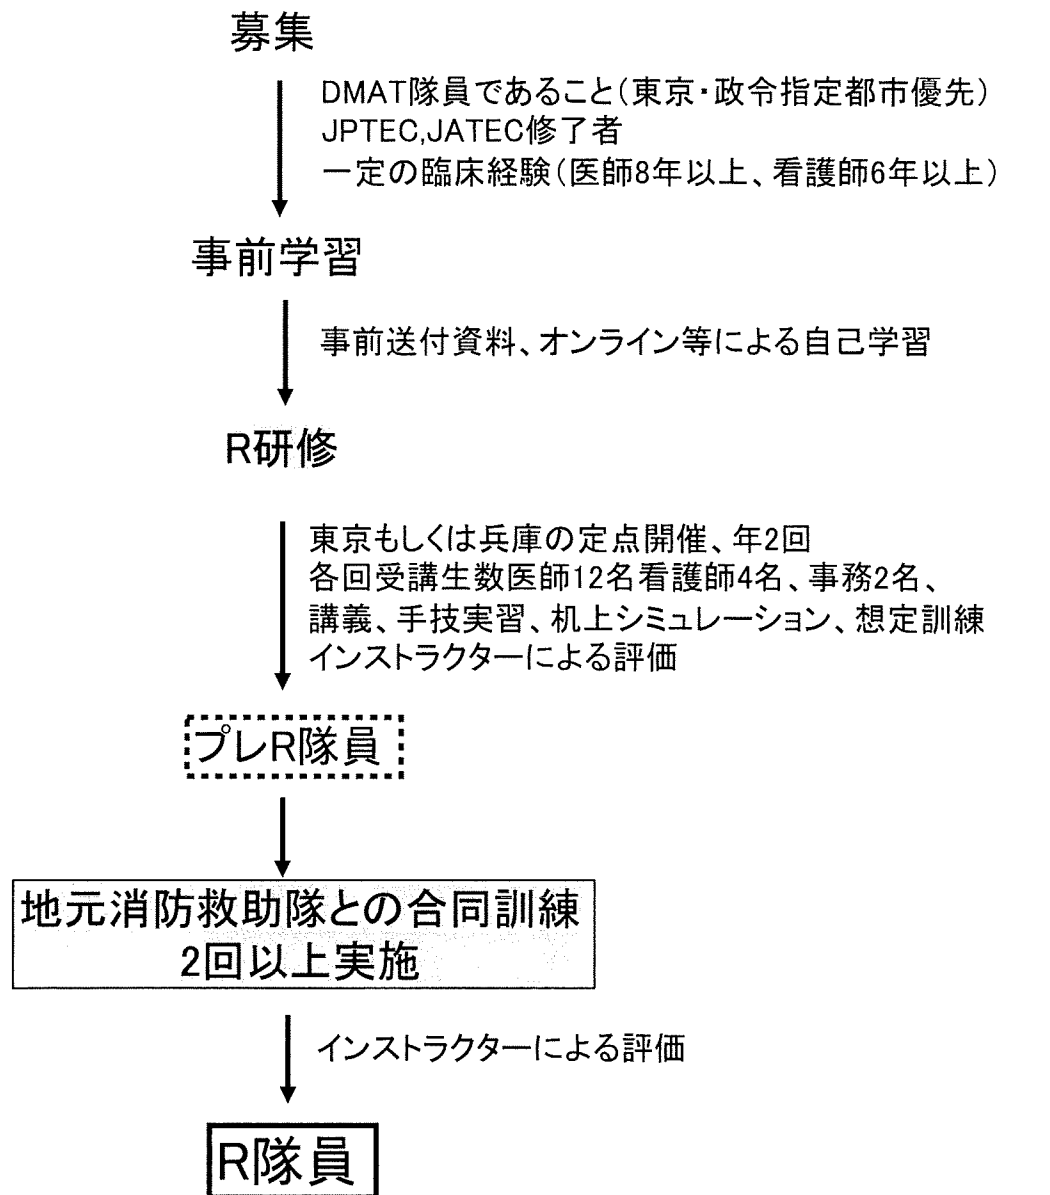 募集
DMAT隊員であること(東京・政令指定都市優先)
JPTEC,JATEC修了者
一定の臨床経験(医師8年以上、看護師6年以上)
事前学習
事前送付資料、オンライン等による自己学習
R研修
東京もしくは兵庫の定点開催、年2回
各回受講生数医師12名看護師4名、事務2名、
講義、手技実習、机上シミュレーション、想定訓練
インストラクターによる評価
プレR隊員
地元消防救助隊との合同訓練
2回以上実施
インストラクターによる評価
R隊員